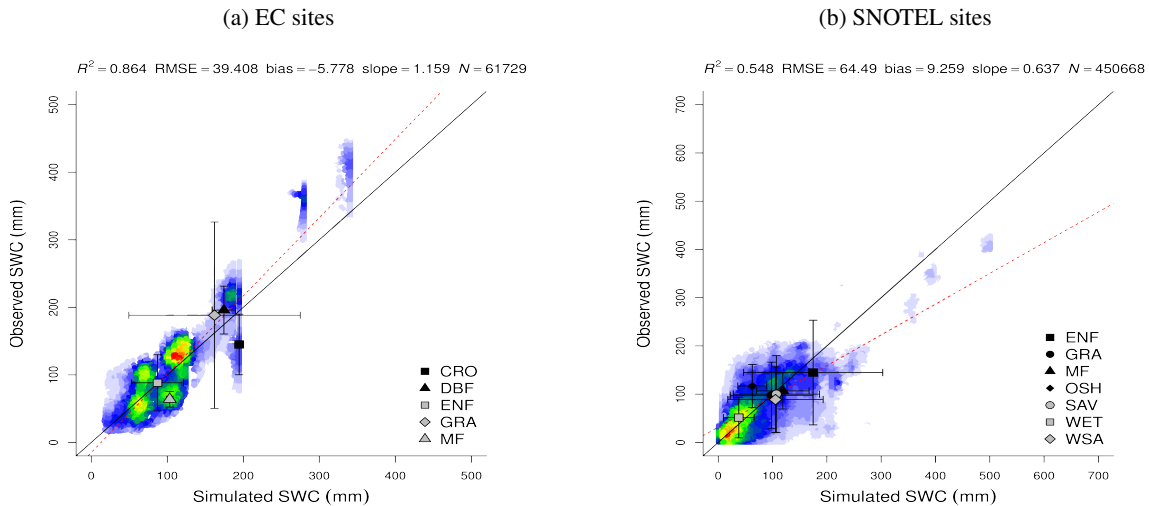 (a) EC sites
R² = 0.864 RMSE = 39.408 bias = −5.778 slope = 1.159 N = 61729
500
400
300
200
100
0
Observed SWC (mm)
CRO
DBF
ENF
GRA
MF
0 100 200 300 400 500
Simulated SWC (mm)
(b) SNOTEL sites
R² = 0.548 RMSE = 64.49 bias = 9.259 slope = 0.637 N = 450668
700
600
500
400
300
200
100
0
Observed SWC (mm)
ENF
GRA
MF
OSH
SAV
WET
WSA
0 100 200 300 400 500 600 700
Simulated SWC (mm)